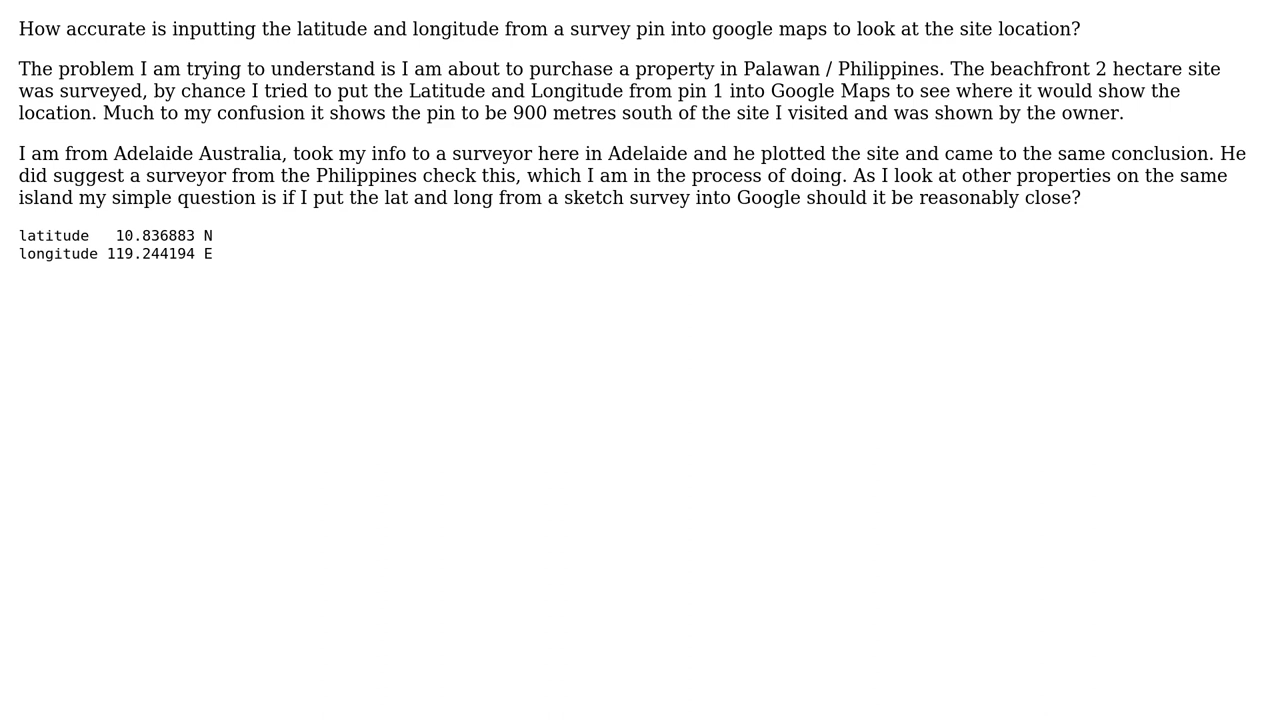 How accurate is inputting the latitude and longitude from a survey pin into google maps to look at the site location?
The problem I am trying to understand is I am about to purchase a property in Palawan / Philippines. The beachfront 2 hectare site
was surveyed, by chance I tried to put the Latitude and Longitude from pin 1 into Google Maps to see where it would show the
location. Much to my confusion it shows the pin to be 900 metres south of the site I visited and was shown by the owner.
I am from Adelaide Australia, took my info to a surveyor here in Adelaide and he plotted the site and came to the same conclusion. He
did suggest a surveyor from the Philippines check this, which I am in the process of doing. As I look at other properties on the same
island my simple question is if I put the lat and long from a sketch survey into Google should it be reasonably close?
latitude   10.836883 N
longitude 119.244194 E